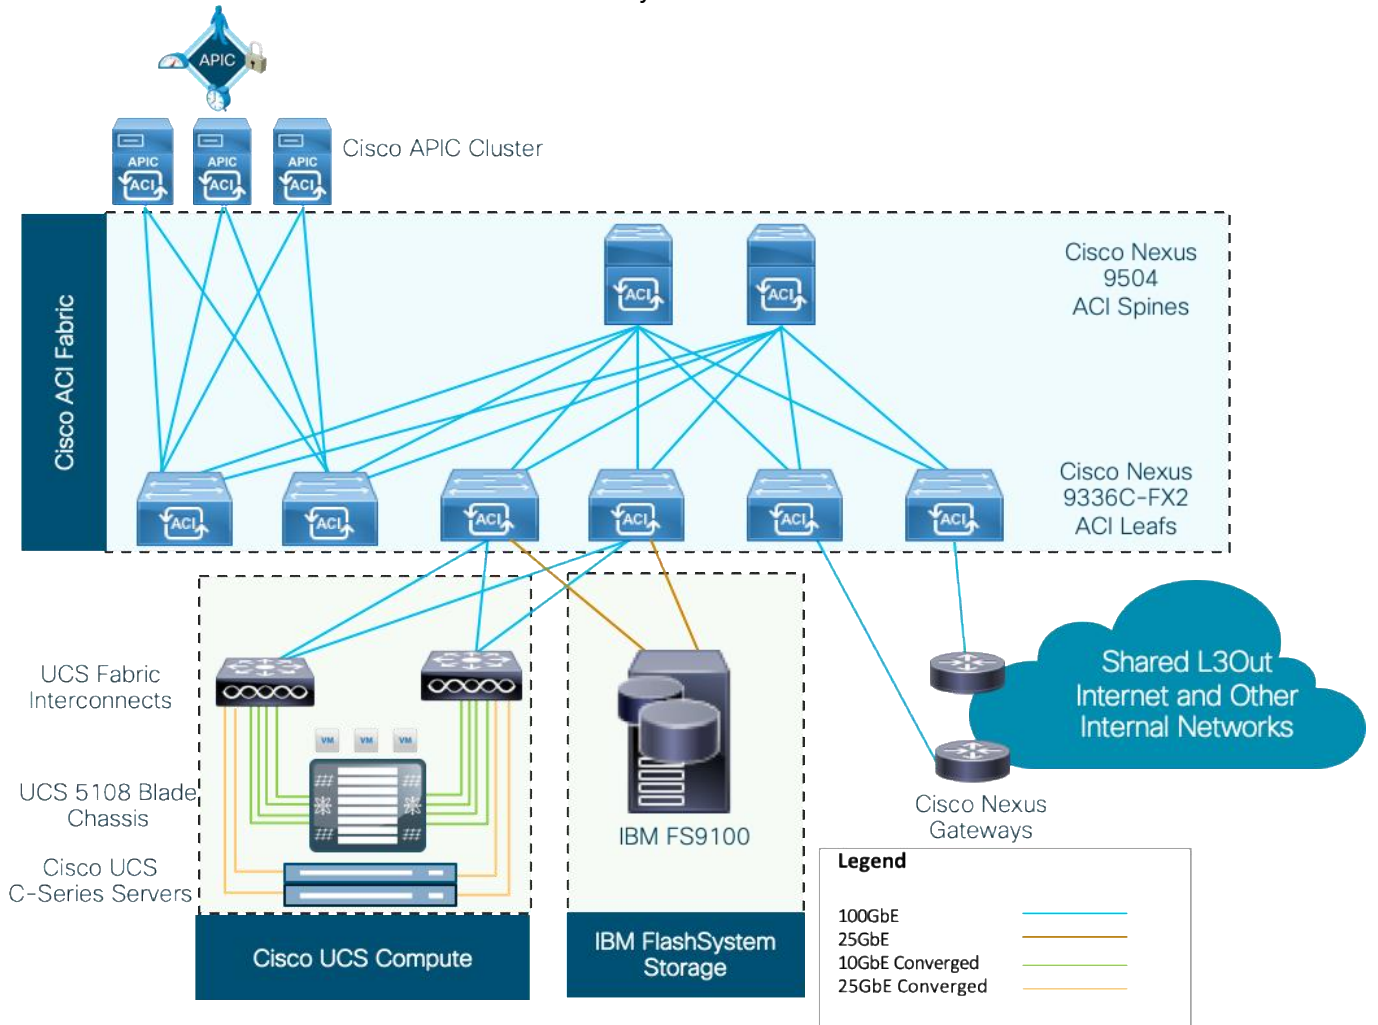 APIC
APIC
ACI
APIC
ACI
APIC
ACI
Cisco APIC Cluster
Cisco ACI Fabric
ACI
ACI
Cisco Nexus
9504
ACI Spines
ACI
ACI
ACI
ACI
ACI
ACI
Cisco Nexus
9336C-FX2
ACI Leafs
UCS Fabric
Interconnects
VM
VM
VM
UCS 5108 Blade
Chassis
Cisco UCS
C-Series Servers
Cisco UCS Compute
IBM FS9100
IBM FlashSystem
Storage
Shared L3Out
Internet and Other
Internal Networks
Cisco Nexus
Gateways
Legend
100GbE
25GbE
10GbE Converged
25GbE Converged